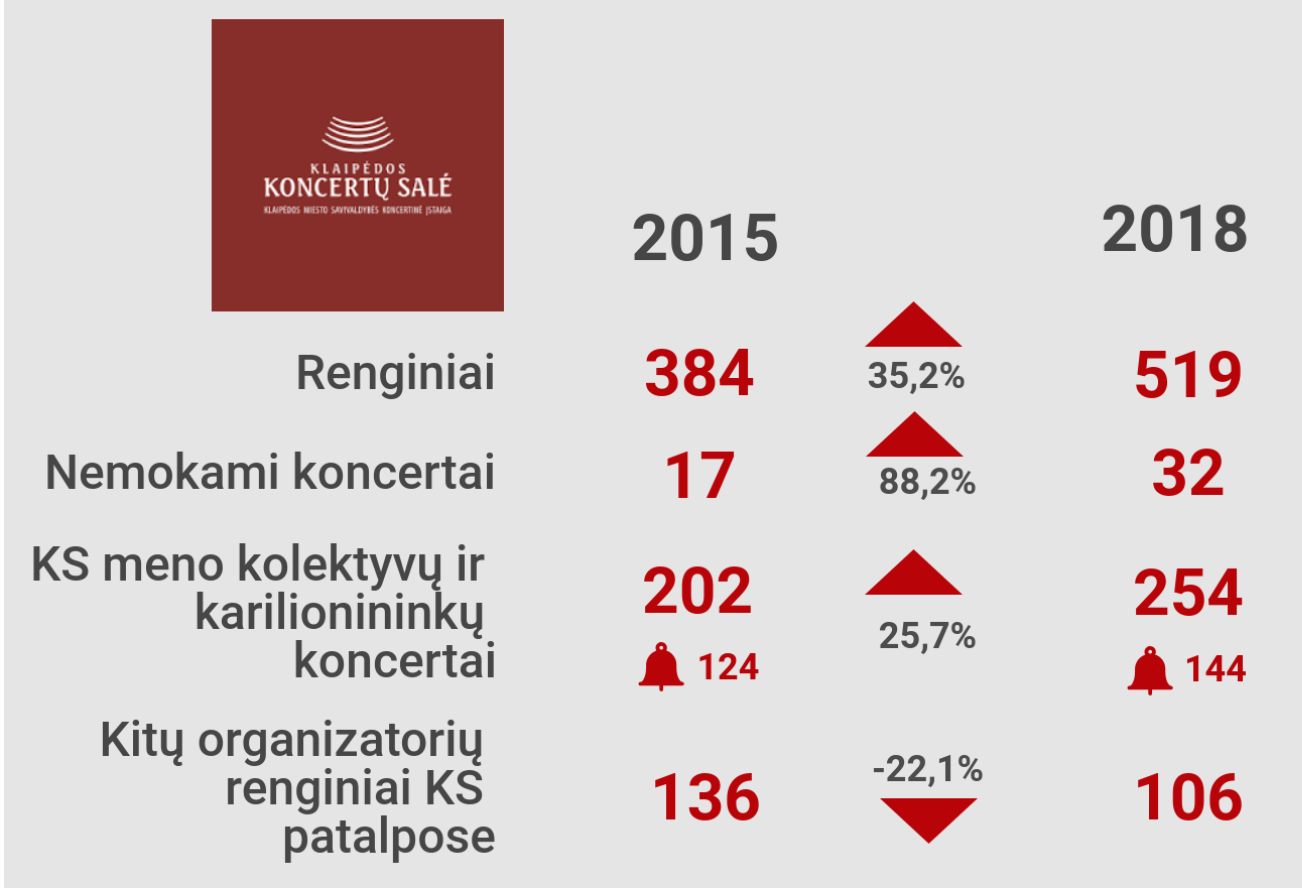 KLAIPĖDOS
KONCERTŲ SALĖ
KLAIPĖDOS MIESTO SAVIVALDYBĖS KONCERTINĖ ĮSTAIGA
2015
2018
Renginiai
384
35,2%
519
Nemokami koncertai
17
88,2%
32
KS meno kolektyvų ir
karilionininkų
koncertai
202
124
25,7%
254
144
Kitų organizatorių
renginiai KS
patalpose
136
-22,1%
106